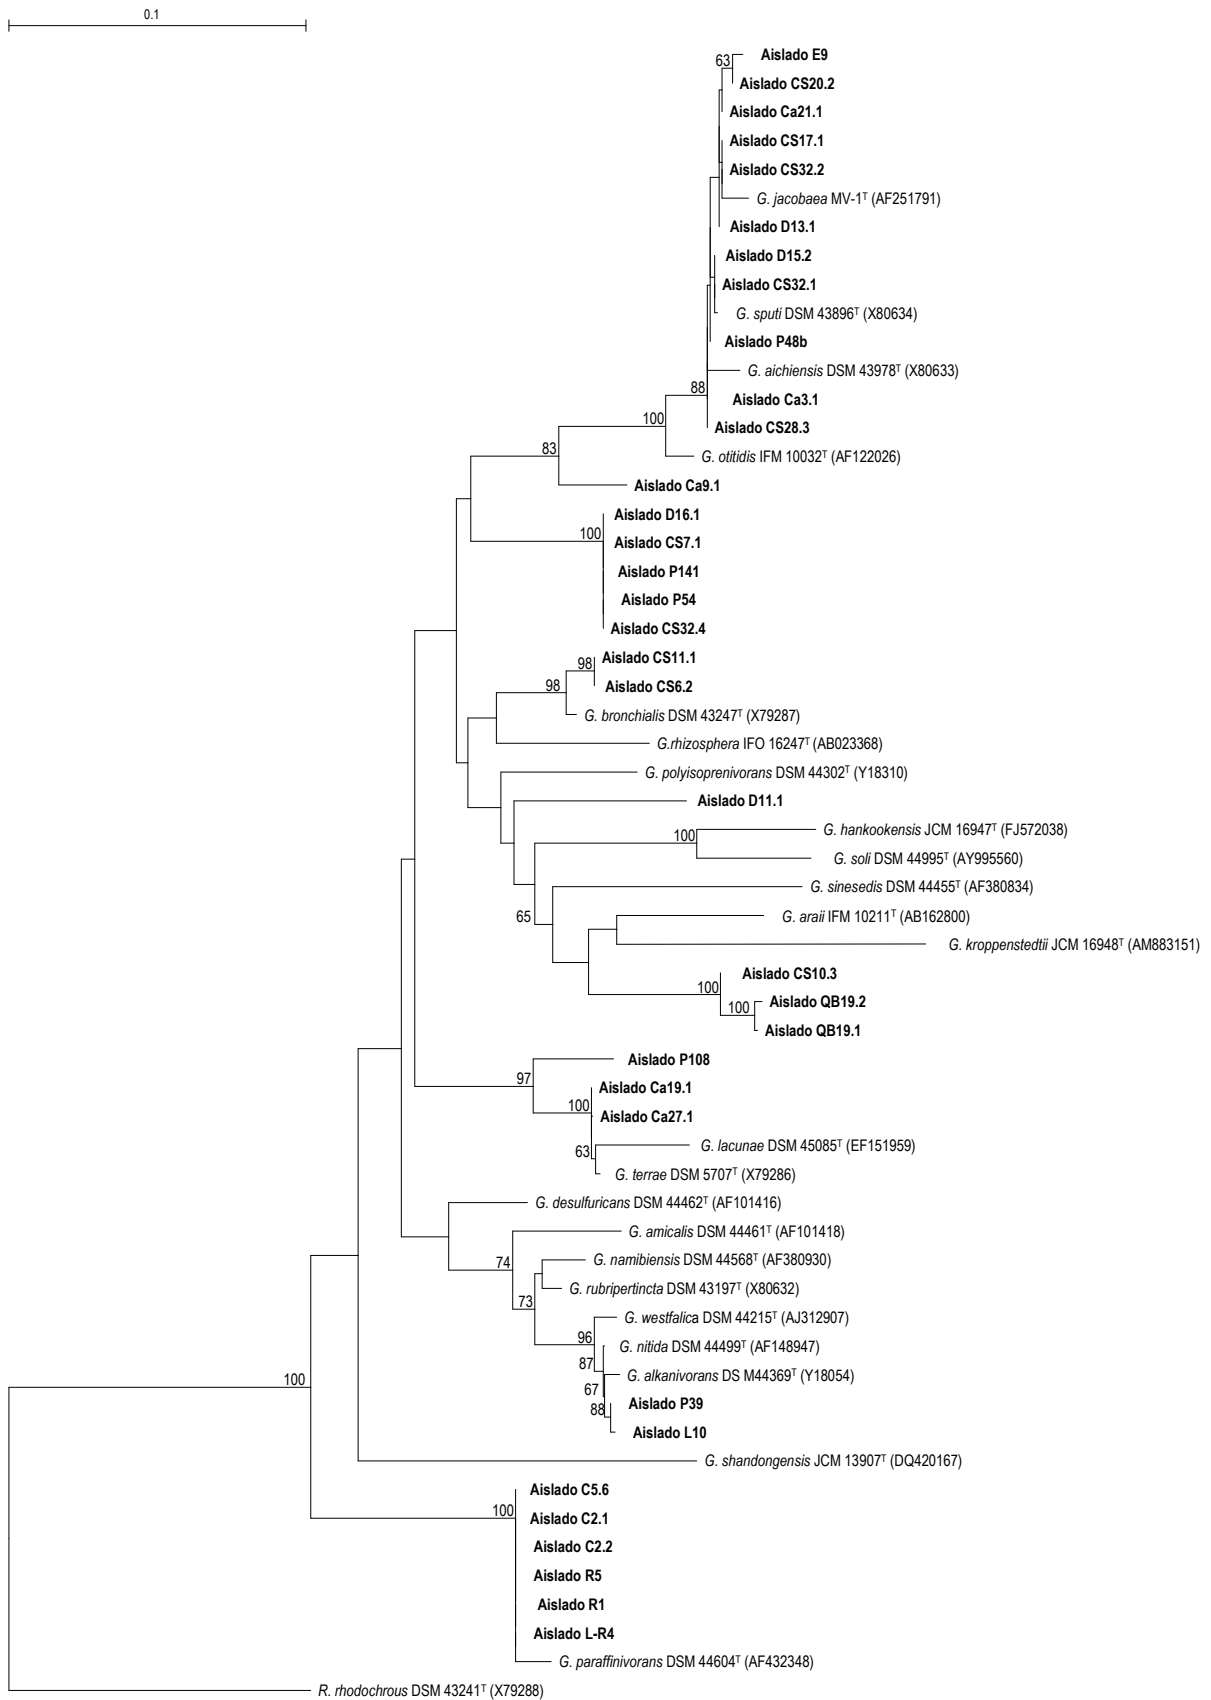 0.1
Aislado E9
63
Aislado CS20.2
Aislado Ca21.1
Aislado CS17.1
Aislado CS32.2
G. jacobaea MV-1ᵀ (AF251791)
Aislado D13.1
Aislado D15.2
Aislado CS32.1
G. sputi DSM 43896ᵀ (X80634)
Aislado P48b
G. aichiensis DSM 43978ᵀ (X80633)
88
Aislado Ca3.1
100
Aislado CS28.3
83
G. otitidis IFM 10032ᵀ (AF122026)
Aislado Ca9.1
Aislado D16.1
100
Aislado CS7.1
Aislado P141
Aislado P54
Aislado CS32.4
98
Aislado CS11.1
98
Aislado CS6.2
G. bronchialis DSM 43247ᵀ (X79287)
G.rhizosphera IFO 16247ᵀ (AB023368)
G. polyisoprenivorans DSM 44302ᵀ (Y18310)
Aislado D11.1
G. hankookensis JCM 16947ᵀ (FJ572038)
100
G. soli DSM 44995ᵀ (AY995560)
G. sinesedis DSM 44455ᵀ (AF380834)
65
G. araii IFM 10211ᵀ (AB162800)
G. kroppenstedtii JCM 16948ᵀ (AM883151)
Aislado CS10.3
100
Aislado QB19.2
100
Aislado QB19.1
Aislado P108
97
Aislado Ca19.1
100
Aislado Ca27.1
G. lacunae DSM 45085ᵀ (EF151959)
63
G. terrae DSM 5707ᵀ (X79286)
G. desulfuricans DSM 44462ᵀ (AF101416)
G. amicalis DSM 44461ᵀ (AF101418)
74
G. namibiensis DSM 44568ᵀ (AF380930)
G. rubripertincta DSM 43197ᵀ (X80632)
73
G. westfalica DSM 44215ᵀ (AJ312907)
96
G. nitida DSM 44499ᵀ (AF148947)
87
G. alkanivorans DS M44369ᵀ (Y18054)
67
100
Aislado P39
88
Aislado L10
G. shandongensis JCM 13907ᵀ (DQ420167)
Aislado C5.6
100
Aislado C2.1
Aislado C2.2
Aislado R5
Aislado R1
Aislado L-R4
G. paraffinivorans DSM 44604ᵀ (AF432348)
R. rhodochrous DSM 43241ᵀ (X79288)